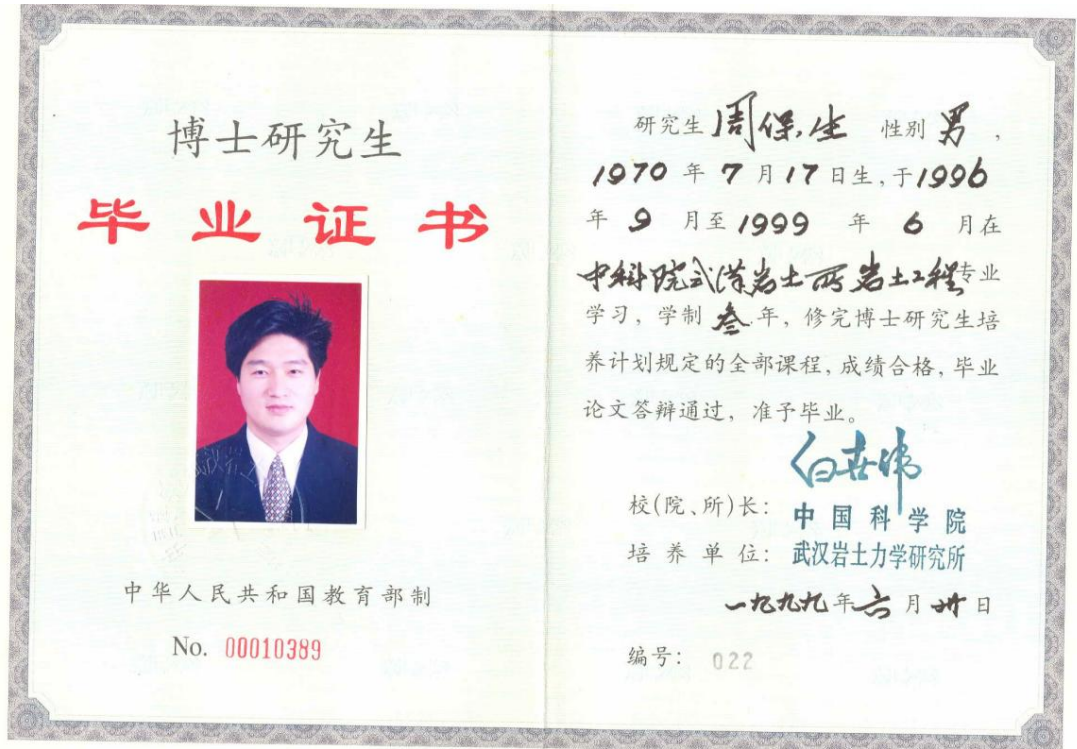 博士研究生
毕业证书
中华人民共和国教育部制
No. 00010389
研究生 周保生 性别 男，
1970 年 7 月 17 日生，于1996
年 9 月至 1999 年 6 月在
中科院武汉岩土所岩土工程专业
学习，学制 叁 年，修完博士研究生培
养计划规定的全部课程，成绩合格，毕业
论文答辩通过，准予毕业。
白世伟
校(院、所)长：
中国科学院
培养单位：武汉岩土力学研究所
一九九九年六月卅日
编号：022